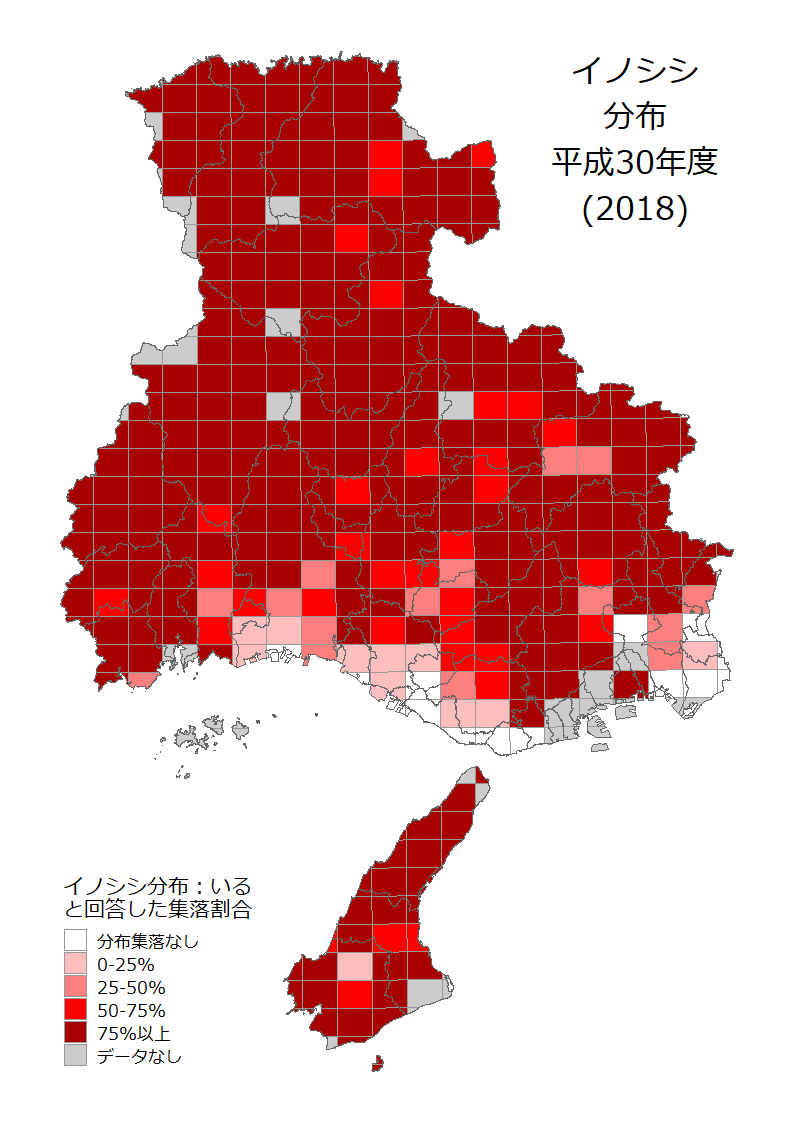 イノシシ
分布
平成30年度
(2018)
イノシシ分布：いる
と回答した集落割合
分布集落なし
0-25%
25-50%
50-75%
75%以上
データなし